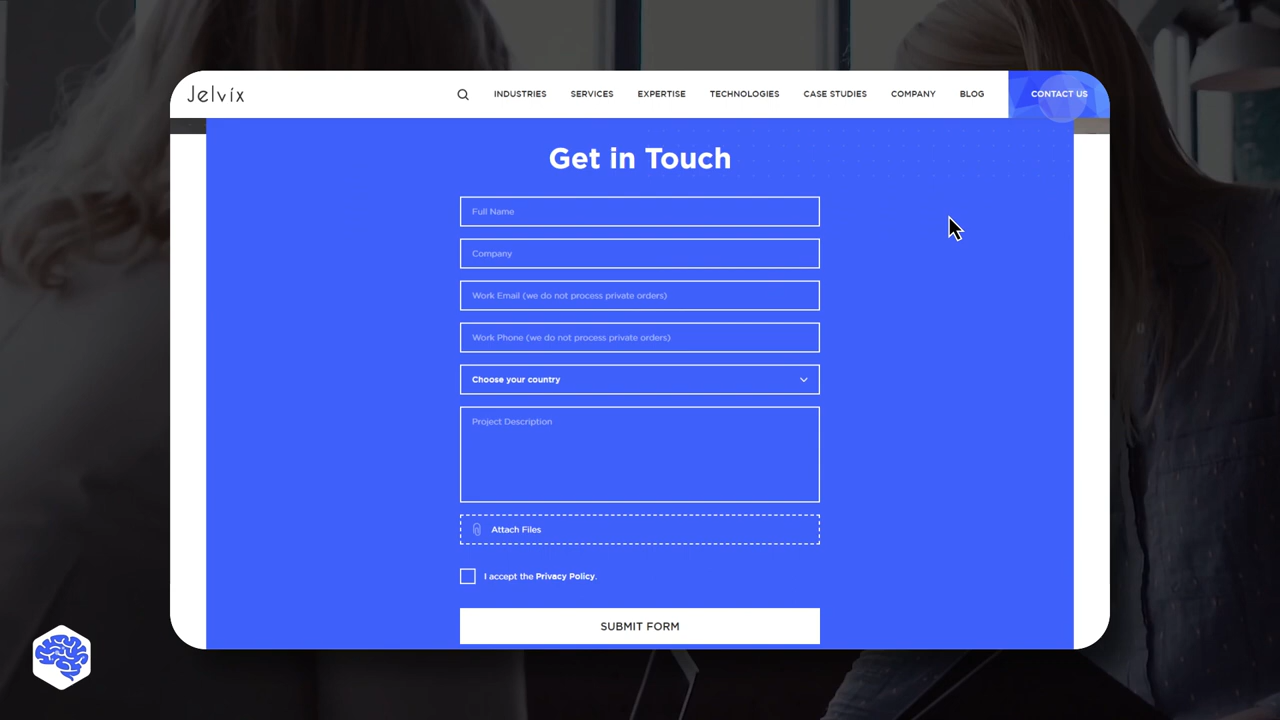 Jelvix
INDUSTRIES SERVICES EXPERTISE TECHNOLOGIES CASE STUDIES COMPANY BLOG CONTACT US
Get in Touch
Full Name
Company
Work Email (we do not process private orders)
Work Phone (we do not process private orders)
Choose your country
Project Description
Attach Files
I accept the Privacy Policy.
SUBMIT FORM